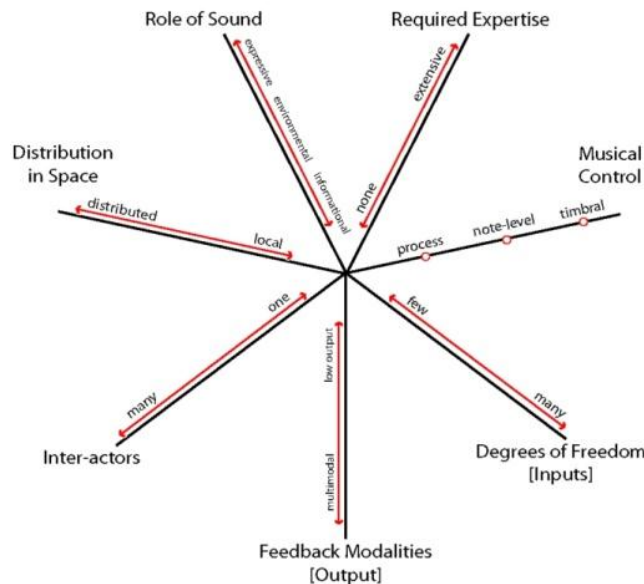 Role of Sound
Required Expertise
expressive
environmental
informational
extensive
none
Distribution
in Space
distributed
local
Musical
Control
process
note-level
timbral
one
many
Inter-actors
few
many
Degrees of Freedom
[Inputs]
low output
multimodal
Feedback Modalities
[Output]